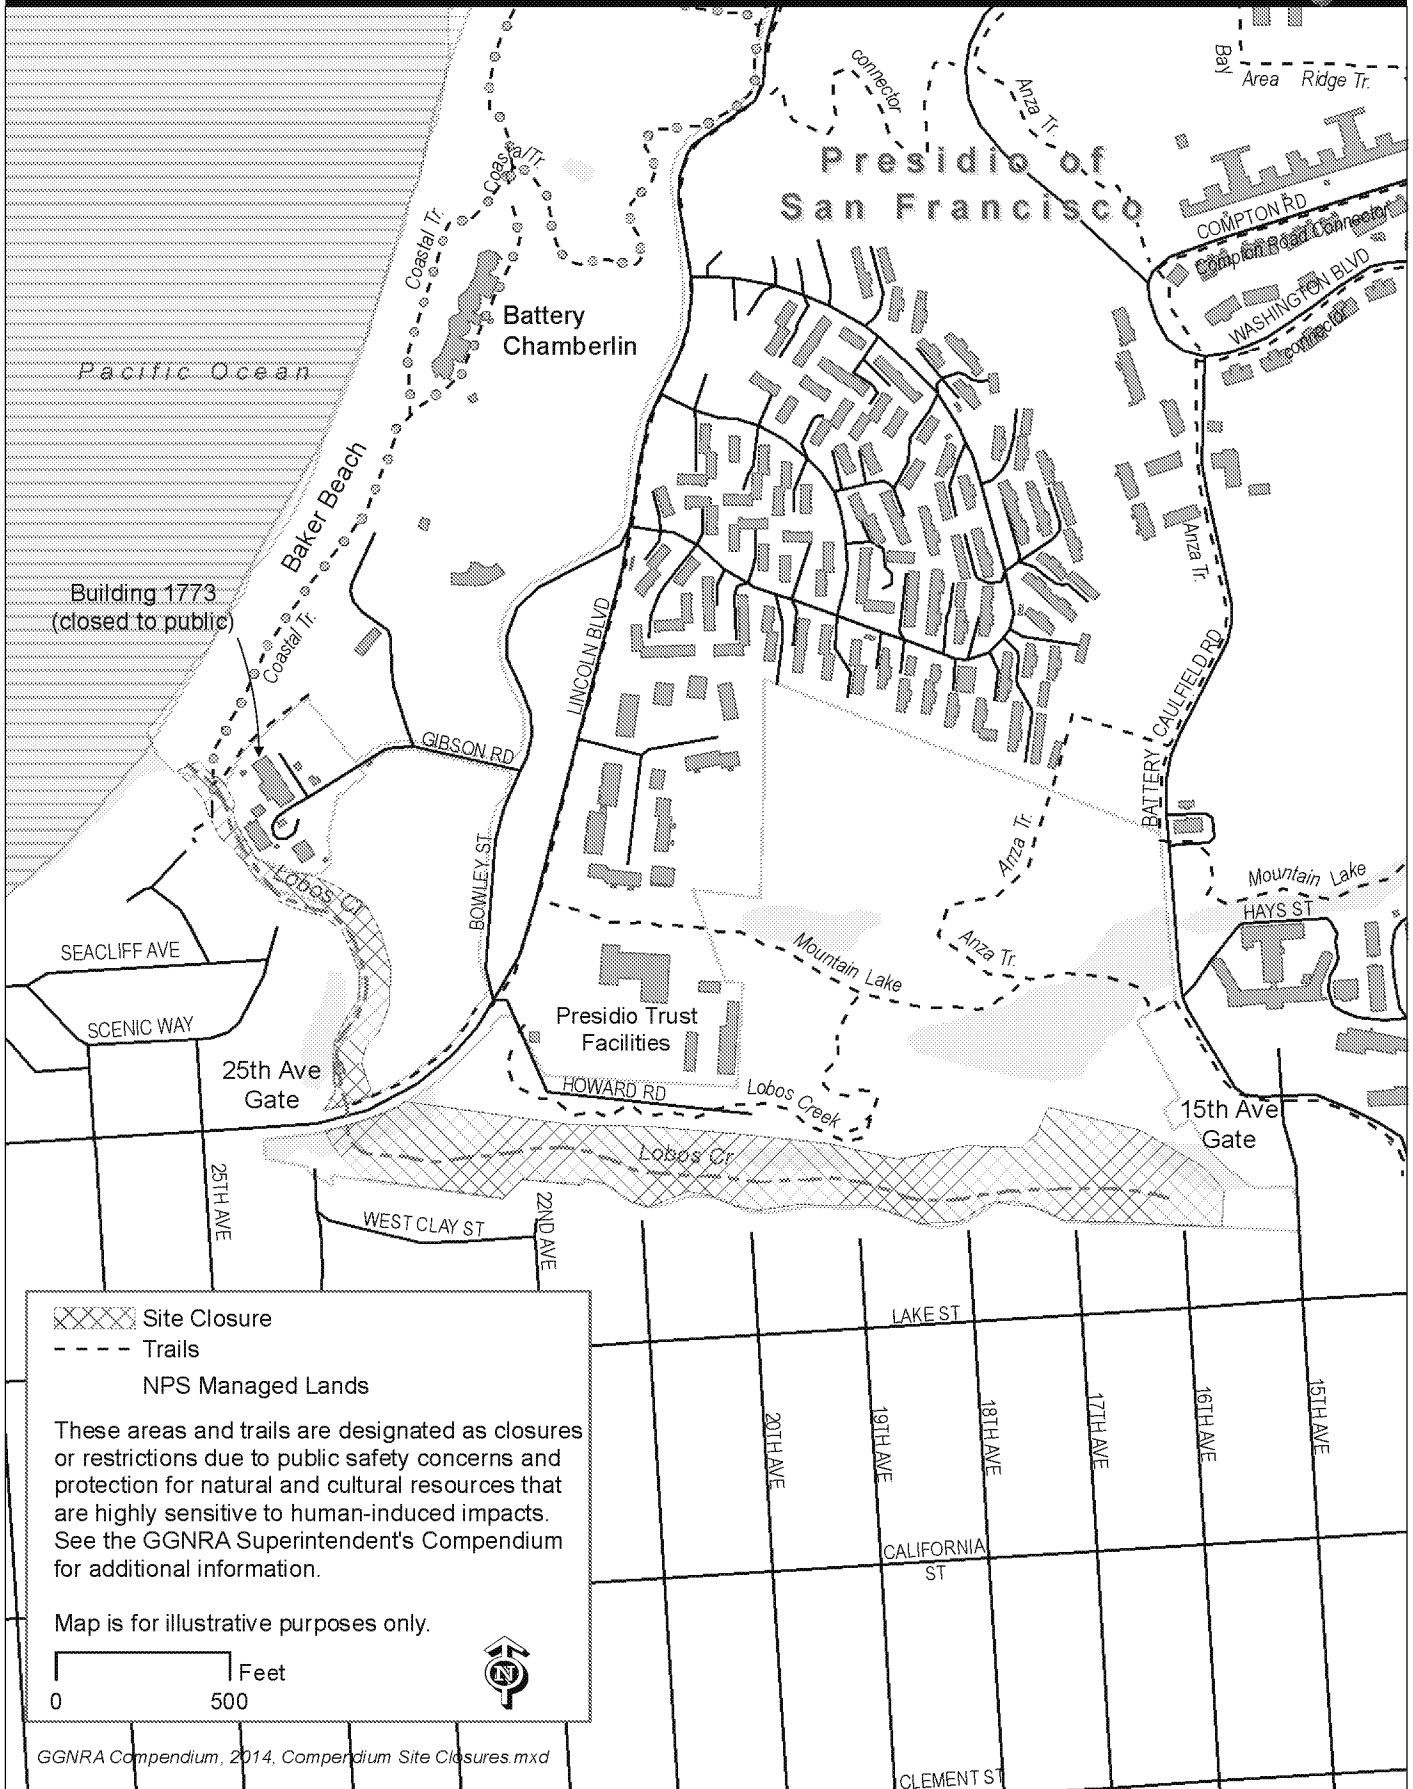 Bay
Area Ridge Tr.
connector
Anza Tr.
Presidio of
San Francisco
Coastal Tr.
Coastal Tr.
COMPTON RD
Compton Road Connector
WASHINGTON BLVD
connector
Battery
Chamberlin
Pacific Ocean
Baker Beach
Anza Tr.
Building 1773
(closed to public)
Coastal Tr.
LINCOLN BLVD
BATTERY CAULFIELD RD
GIBSON RD
BOWLEY ST
Anza Tr.
Lobos Cr
Mountain Lake
HAYS ST
SEACLIFF AVE
Mountain Lake
Anza Tr.
SCENIC WAY
Presidio Trust
Facilities
25th Ave
Gate
HOWARD RD
Lobos Creek
15th Ave
Gate
Lobos Cr
25TH AVE
WEST CLAY ST
22ND AVE
LAKE ST
20TH AVE
19TH AVE
18TH AVE
17TH AVE
16TH AVE
15TH AVE
CALIFORNIA
ST
CLEMENT ST
Site Closure
Trails
NPS Managed Lands
These areas and trails are designated as closures
or restrictions due to public safety concerns and
protection for natural and cultural resources that
are highly sensitive to human-induced impacts.
See the GGNRA Superintendent's Compendium
for additional information.
Map is for illustrative purposes only.
Feet
0 500
N
GGNRA Compendium, 2014, Compendium Site Closures.mxd